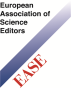 European
Association of
Science
Editors
EASE